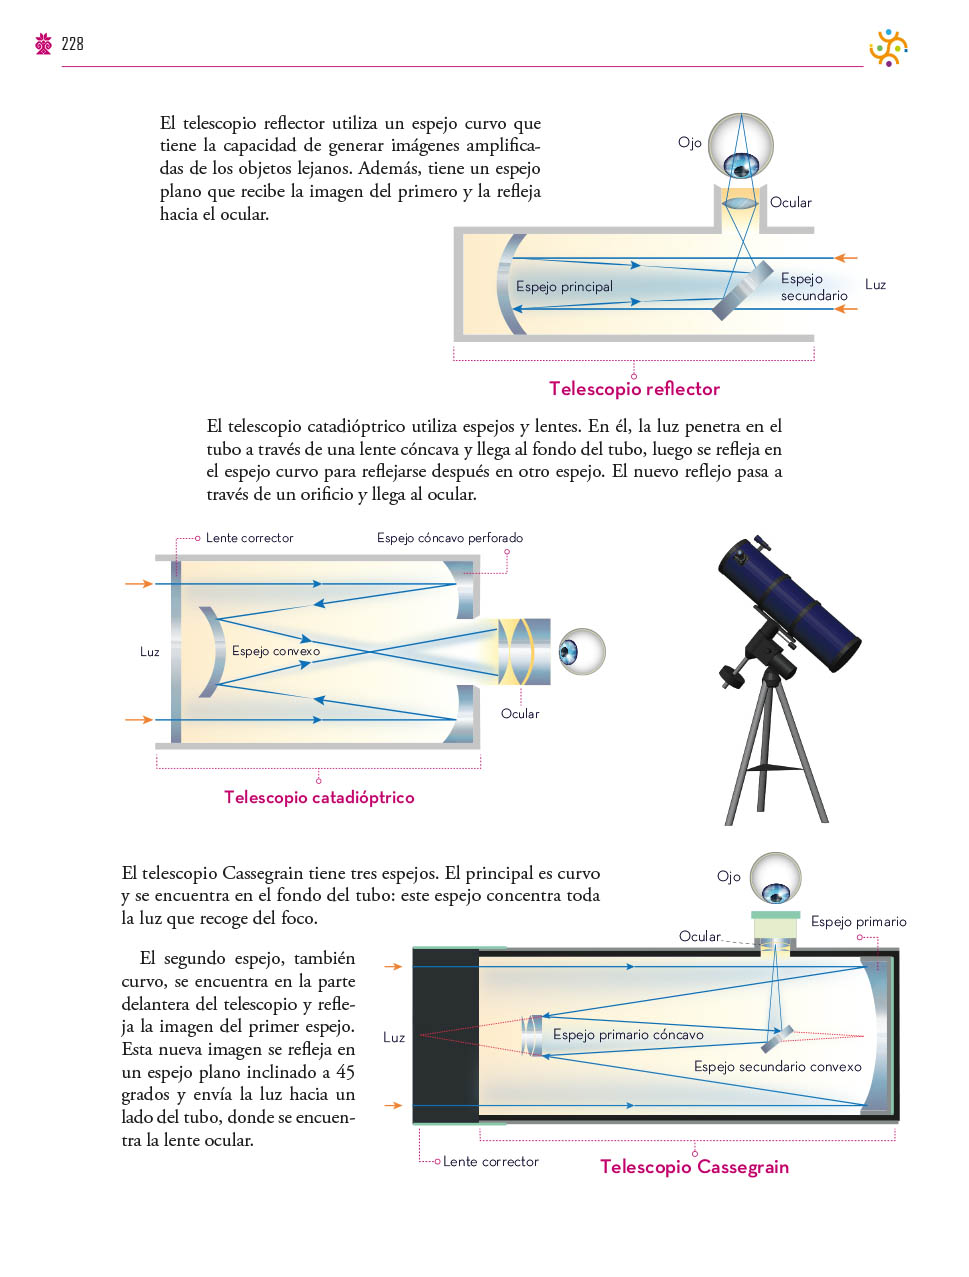 228
El telescopio reflector utiliza un espejo curvo que
tiene la capacidad de generar imágenes amplifica-
das de los objetos lejanos. Además, tiene un espejo
plano que recibe la imagen del primero y la refleja
hacia el ocular.
Ojo
Ocular
Espejo principal
Espejo
secundario
Luz
Telescopio reflector
El telescopio catadióptrico utiliza espejos y lentes. En él, la luz penetra en el
tubo a través de una lente cóncava y llega al fondo del tubo, luego se refleja en
el espejo curvo para reflejarse después en otro espejo. El nuevo reflejo pasa a
través de un orificio y llega al ocular.
Lente corrector
Espejo cóncavo perforado
Luz
Espejo convexo
Ocular
Telescopio catadióptrico
El telescopio Cassegrain tiene tres espejos. El principal es curvo
y se encuentra en el fondo del tubo: este espejo concentra toda
la luz que recoge del foco.
El segundo espejo, también
curvo, se encuentra en la parte
delantera del telescopio y refle-
ja la imagen del primer espejo.
Esta nueva imagen se refleja en
un espejo plano inclinado a 45
grados y envía la luz hacia un
lado del tubo, donde se encuen-
tra la lente ocular.
Ojo
Espejo primario
Ocular
Luz
Espejo primario cóncavo
Espejo secundario convexo
Lente corrector
Telescopio Cassegrain